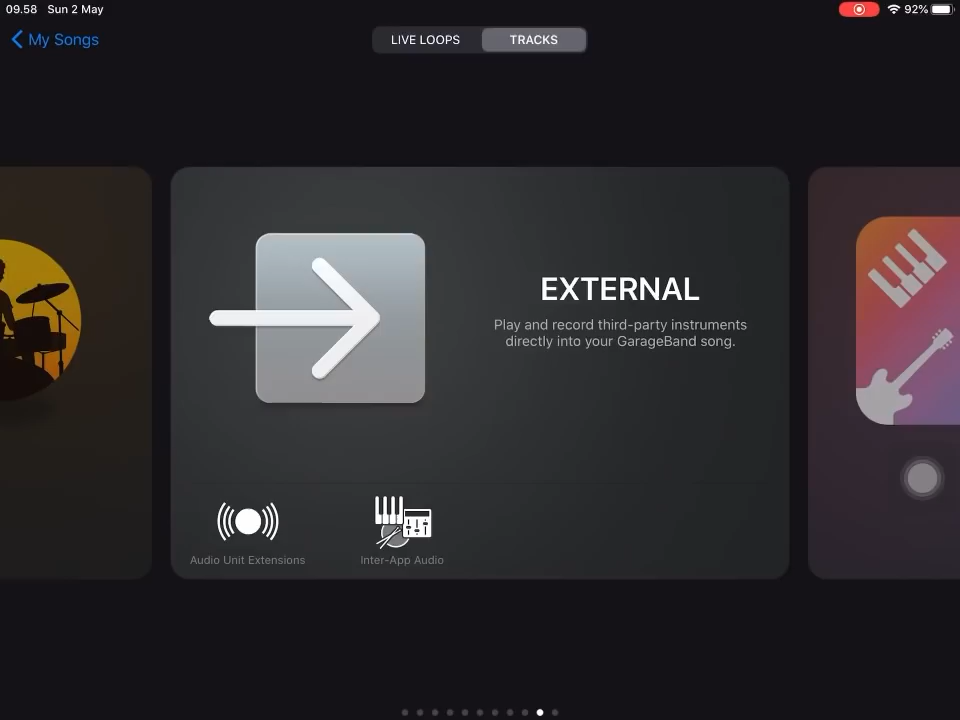 09.58 Sun 2 May
92%
My Songs
LIVE LOOPS
TRACKS
EXTERNAL
Play and record third-party instruments
directly into your GarageBand song.
Audio Unit Extensions
Inter-App Audio